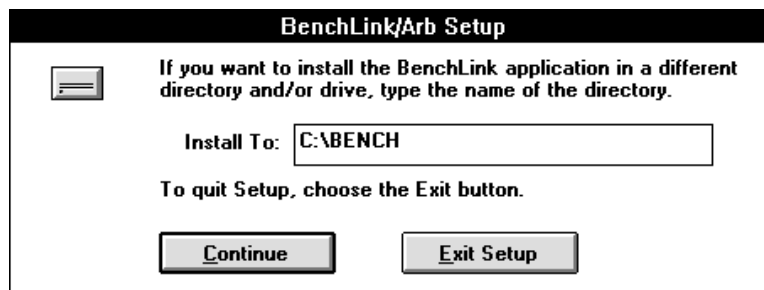 BenchLink/Arb Setup
If you want to install the BenchLink application in a different
directory and/or drive, type the name of the directory.
Install To: C:\BENCH
To quit Setup, choose the Exit button.
Continue Exit Setup